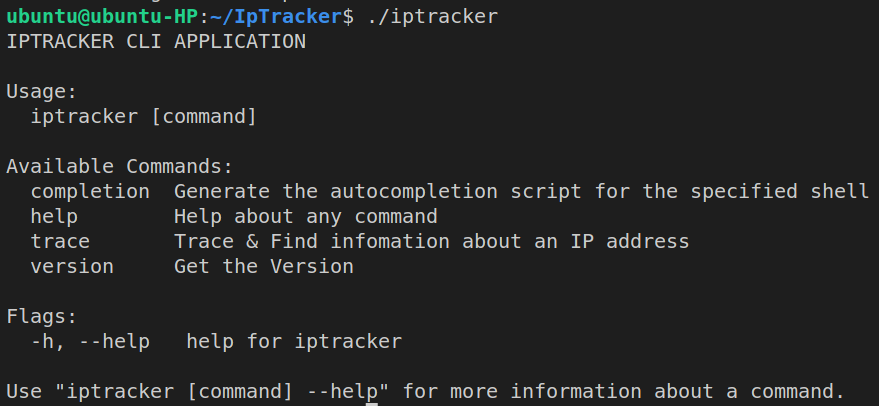 ubuntu@ubuntu-HP:~/IpTracker$ ./iptracker
IPTRACKER CLI APPLICATION
Usage:
iptracker [command]
Available Commands:
completion  Generate the autocompletion script for the specified shell
help        Help about any command
trace       Trace & Find infomation about an IP address
version     Get the Version
Flags:
-h, --help   help for iptracker
Use "iptracker [command] --help" for more information about a command.